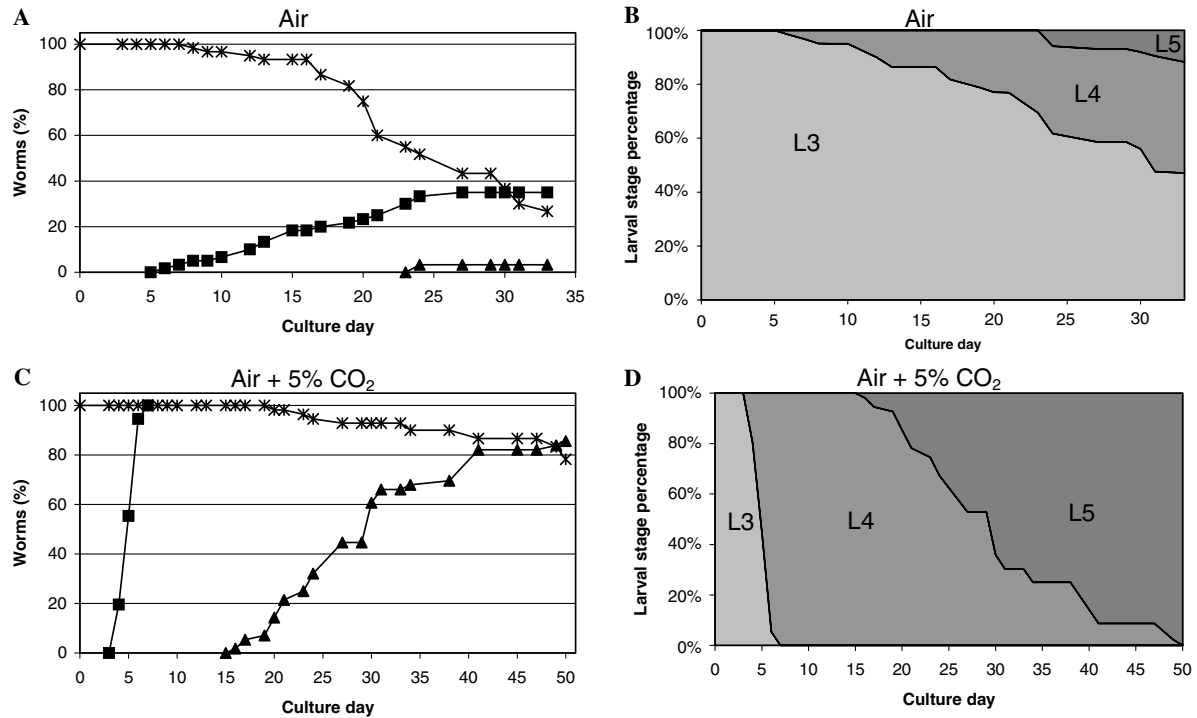 A
Air
Worms (%)
100
80
60
40
20
0
0 5 10 15 20 25 30 35
Culture day
B
Air
Larval stage percentage
100%
80%
60%
40%
20%
0%
L3
L4
L5
0 5 10 15 20 25 30
Culture day
C
Air + 5% CO₂
Worms (%)
100
80
60
40
20
0
0 5 10 15 20 25 30 35 40 45 50
Culture day
D
Air + 5% CO₂
Larval stage percentage
100%
80%
60%
40%
20%
0%
L3
L4
L5
0 5 10 15 20 25 30 35 40 45 50
Culture day